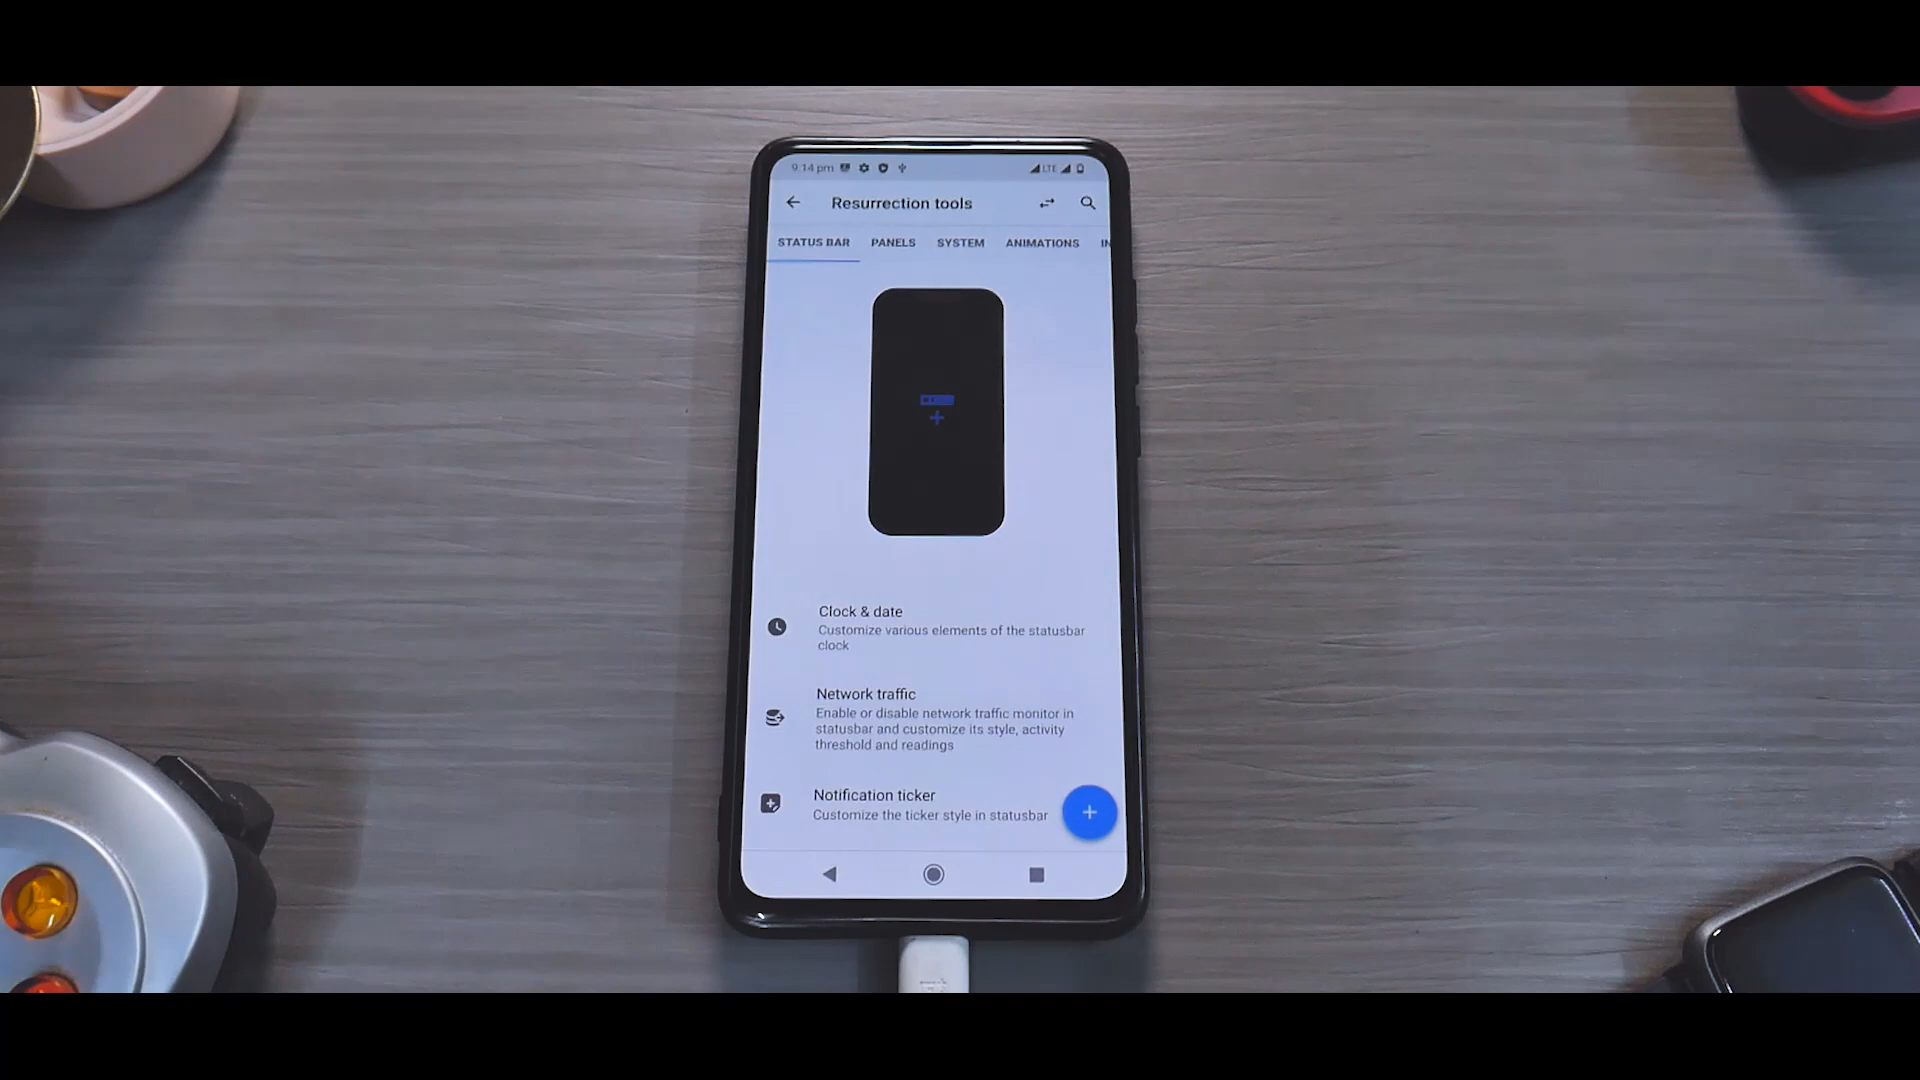 9:14 pm LTE
Resurrection tools
STATUS BAR PANELS SYSTEM ANIMATIONS IN
Clock & date
Customize various elements of the statusbar
clock
Network traffic
Enable or disable network traffic monitor in
statusbar and customize its style, activity
threshold and readings
Notification ticker
Customize the ticker style in statusbar